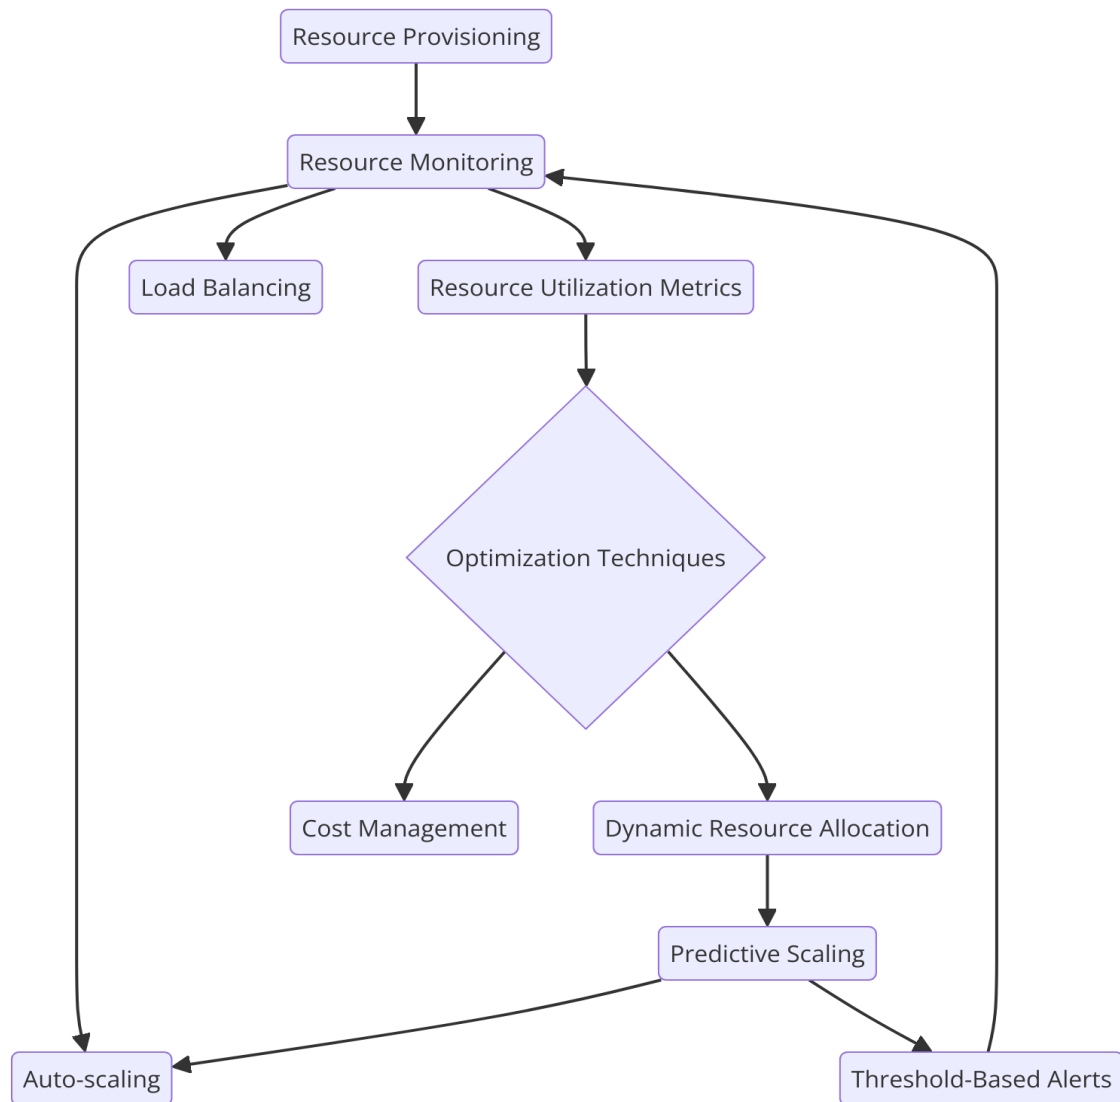 Resource Provisioning
Resource Monitoring
Load Balancing
Resource Utilization Metrics
Optimization Techniques
Cost Management
Dynamic Resource Allocation
Predictive Scaling
Auto-scaling
Threshold-Based Alerts